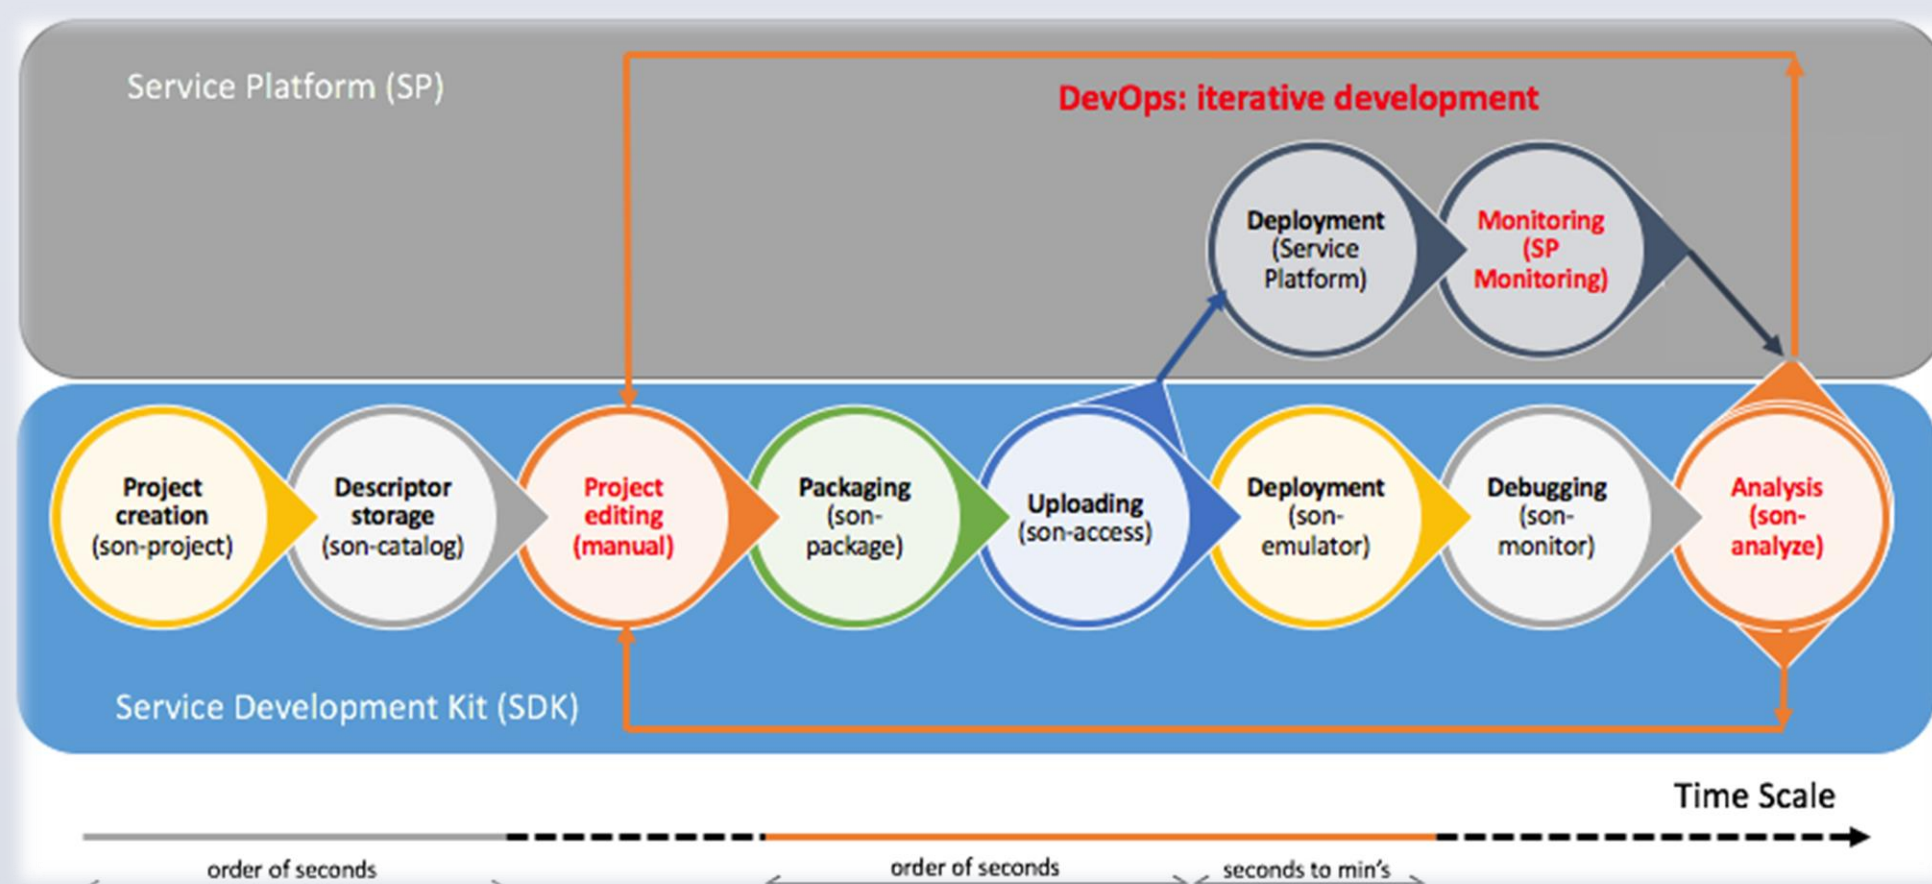 Service Platform (SP)
DevOps: iterative development
Deployment
(Service
Platform)
Monitoring
(SP
Monitoring)
Project
creation
(son-project)
Descriptor
storage
(son-catalog)
Project
editing
(manual)
Packaging
(son-
package)
Uploading
(son-access)
Deployment
(son-
emulator)
Debugging
(son-
monitor)
Analysis
(son-
analyze)
Service Development Kit (SDK)
Time Scale
order of seconds
order of seconds
seconds to min's